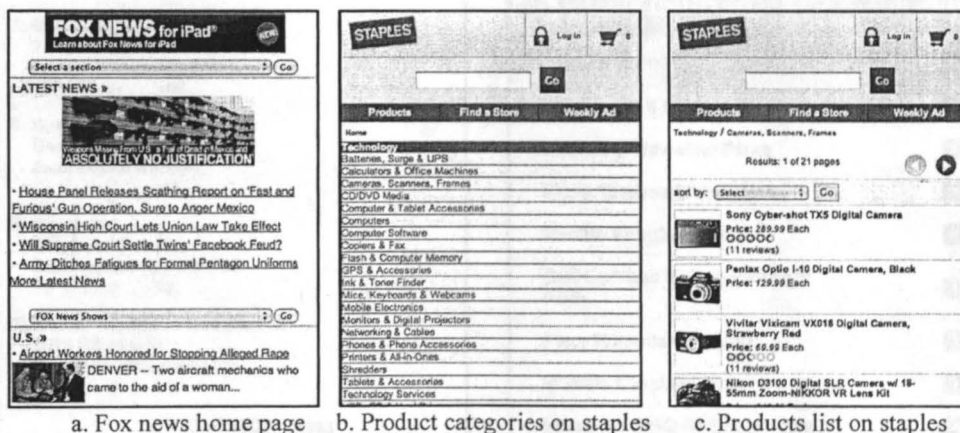 FOX NEWS for iPad®
Learn about Fox News for iPad
NEW
Select a section
Go
LATEST NEWS »
Weapons Missing From U.S.
ABSOLUTELY NO JUSTIFICATION
• House Panel Releases Scathing Report on 'Fast and
Furious' Gun Operation, Sure to Anger Mexico
• Wisconsin High Court Lets Union Law Take Effect
• Will Supreme Court Settle Twins' Facebook Feud?
• Army Ditches Fatigues for Formal Pentagon Uniforms
More Latest News
FOX News Shows
Go
U.S. »
• Airport Workers Honored for Stopping Alleged Rape
DENVER -- Two aircraft mechanics who
came to the aid of a woman...
a. Fox news home page
STAPLES
Log in
Go
Products Find a Store Weekly Ad
Home
Technology
Batteries, Surge & UPS
Calculators & Office Machines
Cameras, Scanners, Frames
CD/DVD Media
Computer & Tablet Accessories
Computers
Computer Software
Copiers & Fax
Flash & Computer Memory
GPS & Accessories
Ink & Toner Finder
Mice, Keyboards & Webcams
Mobile Electronics
Monitors & Digital Projectors
Networking & Cables
Phones & Phone Accessories
Printers & All-in-Ones
Shredders
Tablets & Accessories
Technology Services
b. Product categories on staples
STAPLES
Log in
Go
Products Find a Store Weekly Ad
Technology / Cameras, Scanners, Frames
Results: 1 of 21 pages
sort by: Select Go
Sony Cyber-shot TX5 Digital Camera
Price: 289.99 Each
(11 reviews)
Pentax Optio I-10 Digital Camera, Black
Price: 129.99 Each
Vivitar Vixicam VX018 Digital Camera,
Strawberry Red
Price: 69.99 Each
(11 reviews)
Nikon D3100 Digital SLR Camera w/ 18-
55mm Zoom-NIKKOR VR Lens Kit
c. Products list on staples